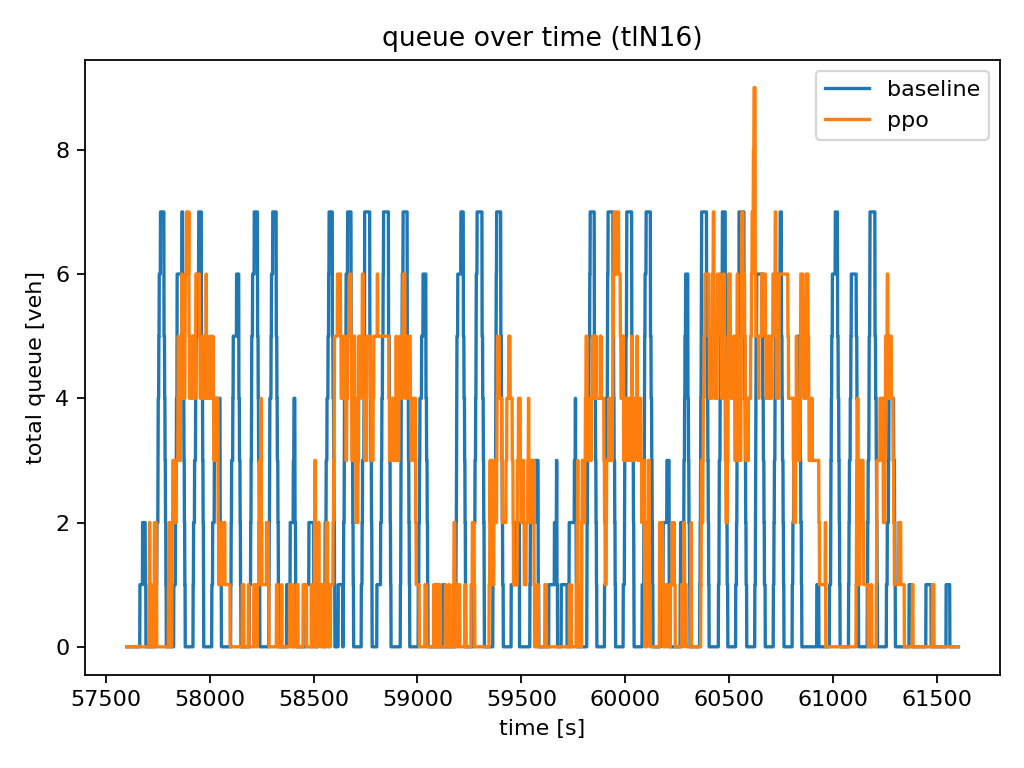 queue over time (tlN16)
baseline
ppo
total queue [veh]
8
6
4
2
0
57500 58000 58500 59000 59500 60000 60500 61000 61500
time [s]